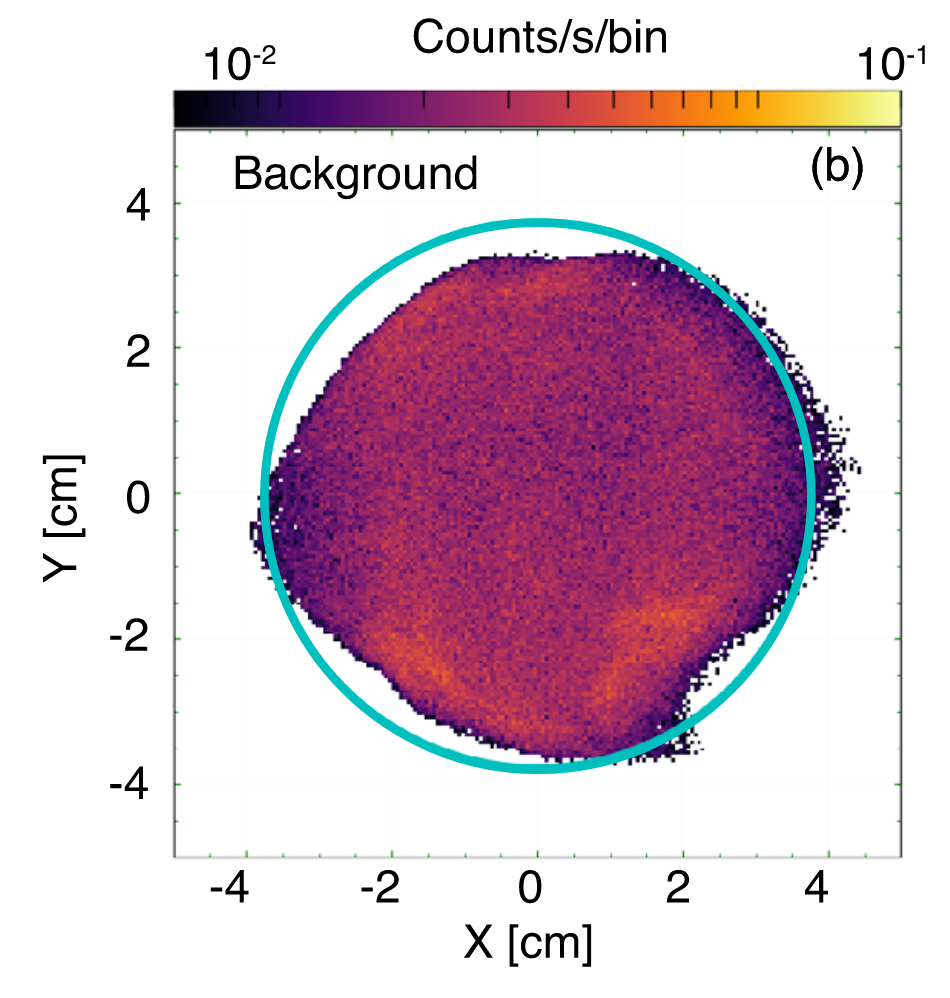 Counts/s/bin
10⁻² 10⁻¹
Background (b)
4
2
0
-2
-4
Y [cm]
-4 -2 0 2 4
X [cm]